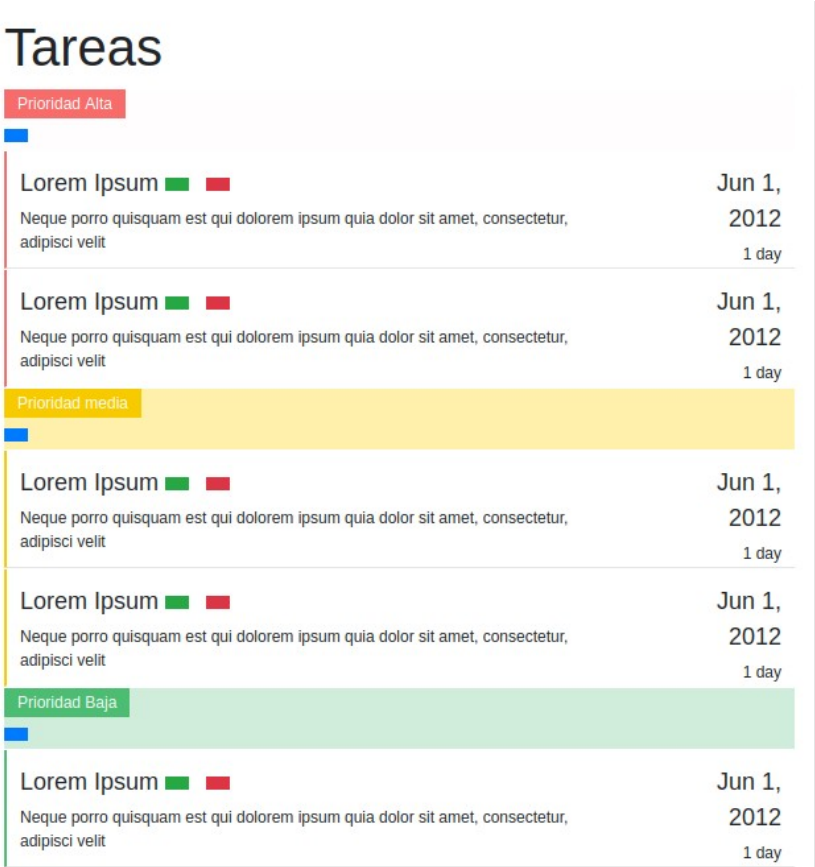 Tareas
Prioridad Alta
Lorem Ipsum
Jun 1,
2012
Neque porro quisquam est qui dolorem ipsum quia dolor sit amet, consectetur,
adipisci velit
1 day
Lorem Ipsum
Jun 1,
2012
Neque porro quisquam est qui dolorem ipsum quia dolor sit amet, consectetur,
adipisci velit
1 day
Prioridad media
Lorem Ipsum
Jun 1,
2012
Neque porro quisquam est qui dolorem ipsum quia dolor sit amet, consectetur,
adipisci velit
1 day
Lorem Ipsum
Jun 1,
2012
Neque porro quisquam est qui dolorem ipsum quia dolor sit amet, consectetur,
adipisci velit
1 day
Prioridad Baja
Lorem Ipsum
Jun 1,
2012
Neque porro quisquam est qui dolorem ipsum quia dolor sit amet, consectetur,
adipisci velit
1 day